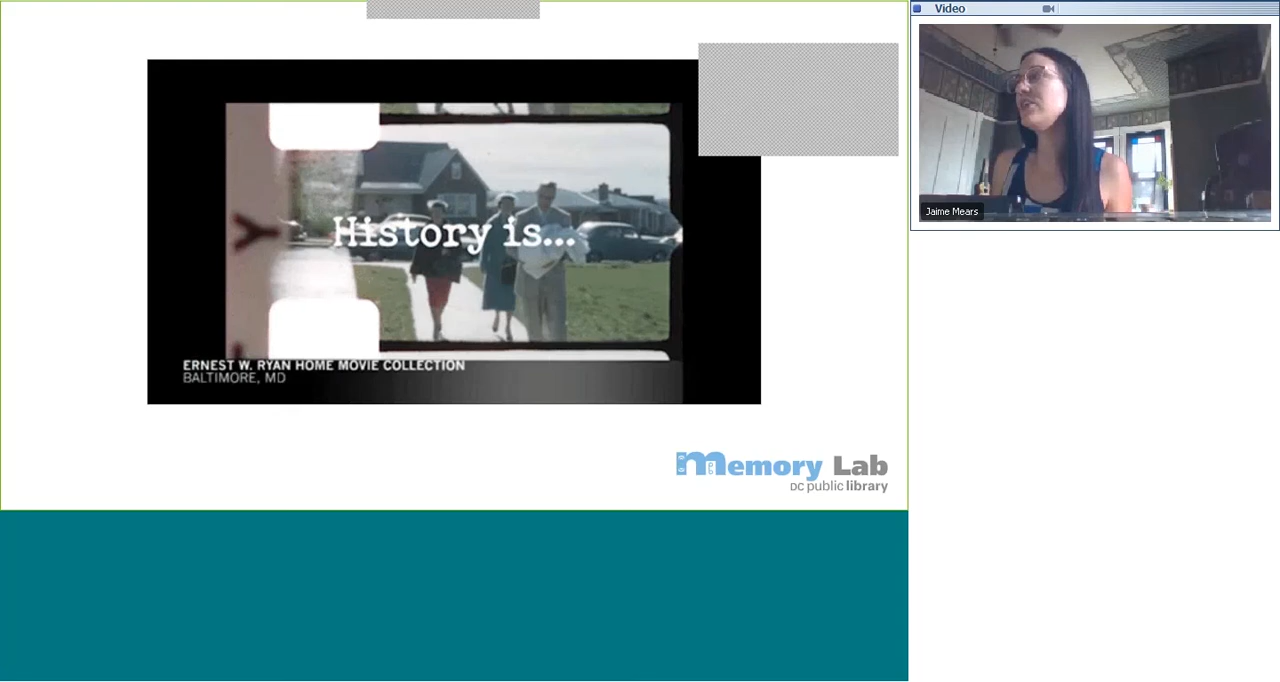 Video
History is...
Jaime Mears
ERNEST W. RYAN HOME MOVIE COLLECTION
BALTIMORE, MD
memory Lab
DC public library